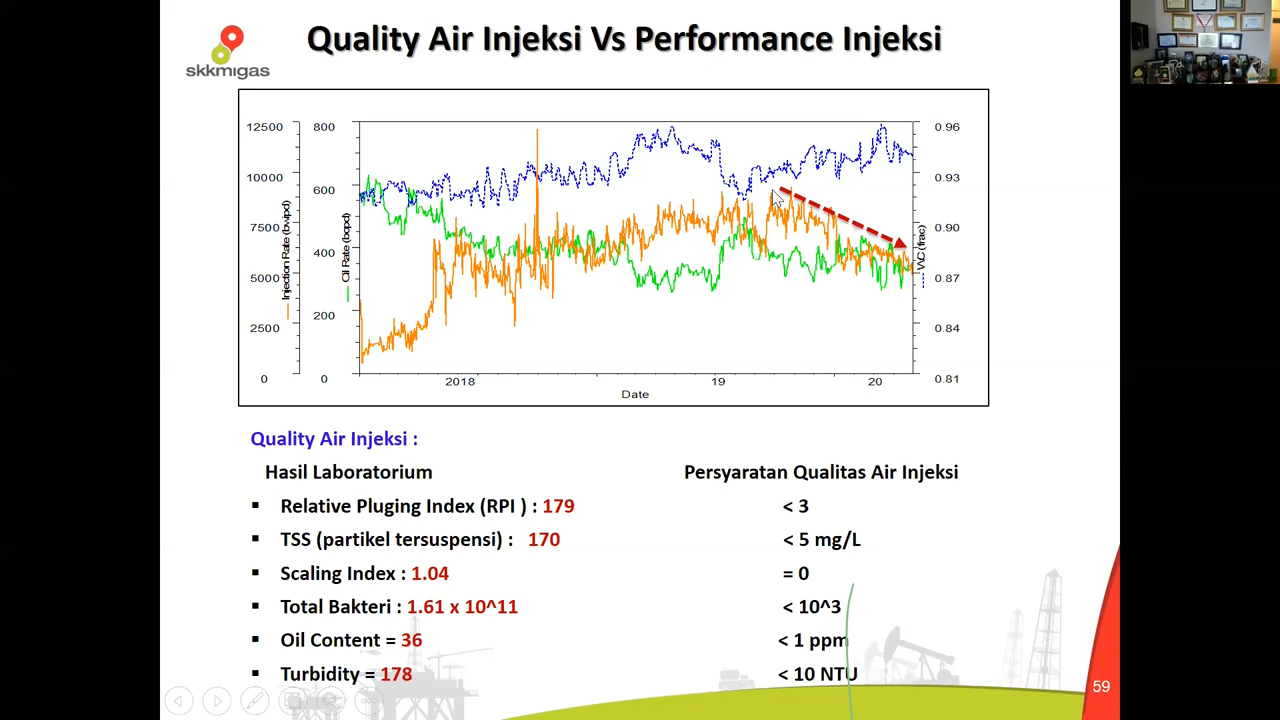 Quality Air Injeksi Vs Performance Injeksi
skkmigas
12500 800 0.96
10000 600 0.93
7500 400 0.90
5000 200 0.87
2500 0.84
0 0 0.81
Injection Rate (bwipd)
Oil Rate (bopd)
WC (frac)
2018 19 20
Date
Quality Air Injeksi :
Hasil Laboratorium Persyaratan Qualitas Air Injeksi
▪ Relative Pluging Index (RPI ) : 179 < 3
▪ TSS (partikel tersuspensi) : 170 < 5 mg/L
▪ Scaling Index : 1.04 = 0
▪ Total Bakteri : 1.61 x 10^11 < 10^3
▪ Oil Content = 36 < 1 ppm
▪ Turbidity = 178 < 10 NTU
59